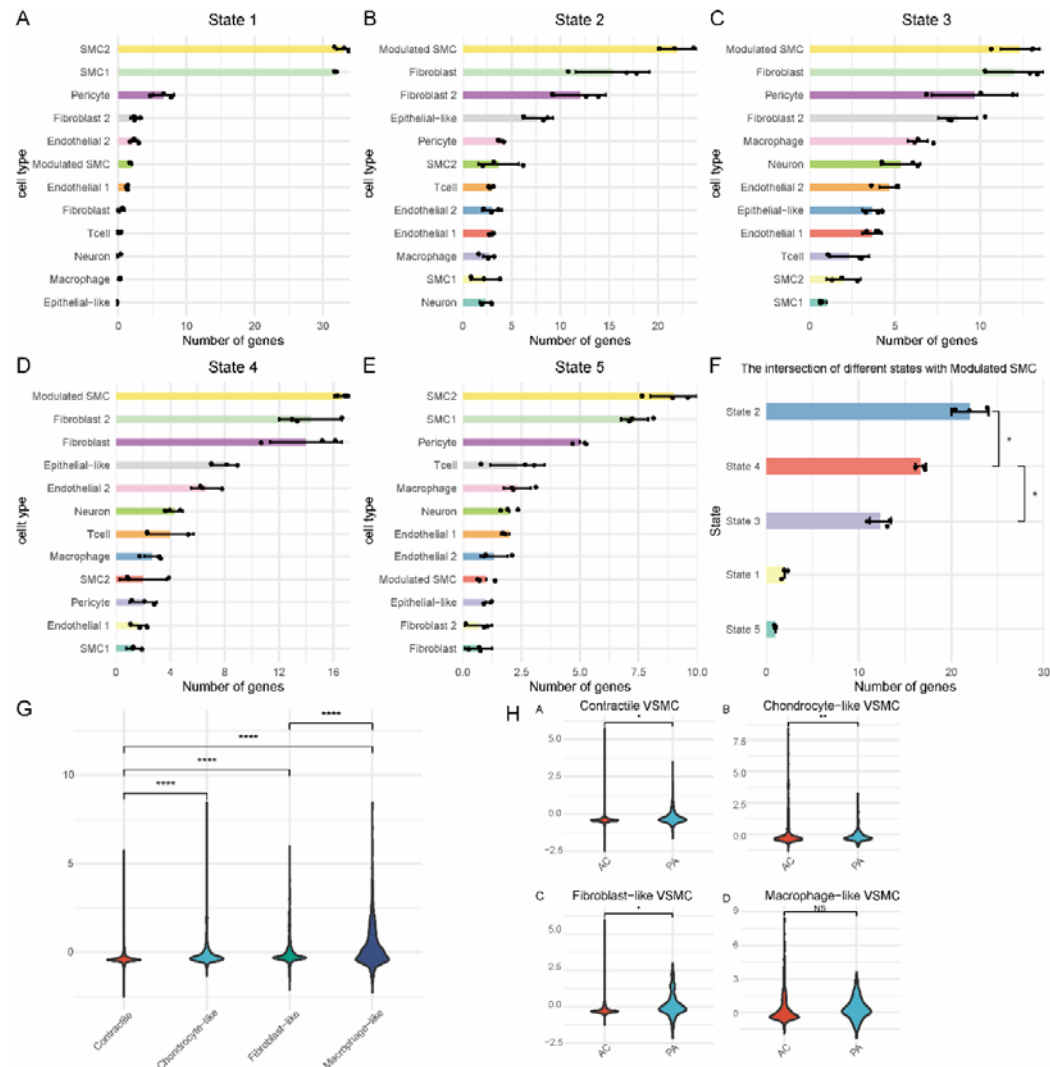 A
State 1
SMC2
SMC1
Pericyte
Fibroblast 2
Endothelial 2
Modulated SMC
Endothelial 1
Fibroblast
Tcell
Neuron
Macrophage
Epithelial-like
cell type
0 10 20 30
Number of genes
B
State 2
Modulated SMC
Fibroblast
Fibroblast 2
Epithelial-like
Pericyte
SMC2
Tcell
Endothelial 2
Endothelial 1
Macrophage
SMC1
Neuron
cell type
0 5 10 15 20
Number of genes
C
State 3
Modulated SMC
Fibroblast
Pericyte
Fibroblast 2
Macrophage
Neuron
Endothelial 2
Epithelial-like
Endothelial 1
Tcell
SMC2
SMC1
cell type
0 5 10
Number of genes
D
State 4
Modulated SMC
Fibroblast 2
Fibroblast
Epithelial-like
Endothelial 2
Neuron
Tcell
Macrophage
SMC2
Pericyte
Endothelial 1
SMC1
0 4 8 12 16
Number of genes
E
State 5
SMC2
SMC1
Pericyte
Tcell
Macrophage
Neuron
Endothelial 1
Endothelial 2
Modulated SMC
Epithelial-like
Fibroblast 2
Fibroblast
cell type
0.0 2.5 5.0 7.5 10.0
Number of genes
F
The intersection of different states with Modulated SMC
State 2
State 4
State 3
State 1
State 5
State
*
*
0 10 20 30
Number of genes
G
****
****
****
****
10
5
0
Contractile
Chondrocyte-like
Fibroblast-like
Macrophage-like
H
A
Contractile VSMC
*
5.0
2.5
0.0
−2.5
AC PA
B
Chondrocyte-like VSMC
**
7.5
5.0
2.5
0.0
AC PA
C
Fibroblast-like VSMC
*
5.0
2.5
0.0
−2.5
AC PA
D
Macrophage-like VSMC
NS
9
6
3
0
AC PA